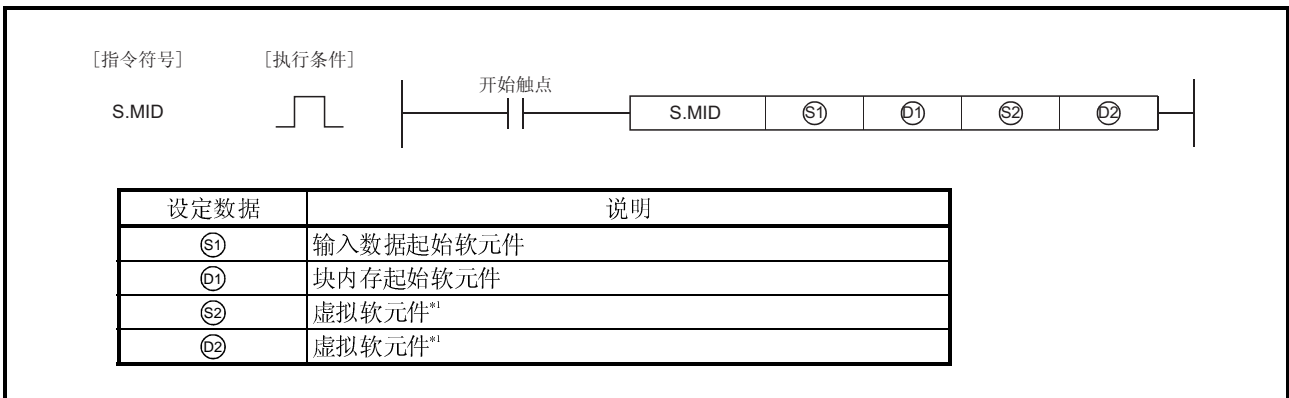 [指令符号] [执行条件]
开始触点
S.MID S.MID S1 D1 S2 D2
设定数据 说明
S1 输入数据起始软元件
D1 块内存起始软元件
S2 虚拟软元件*1
D2 虚拟软元件*1